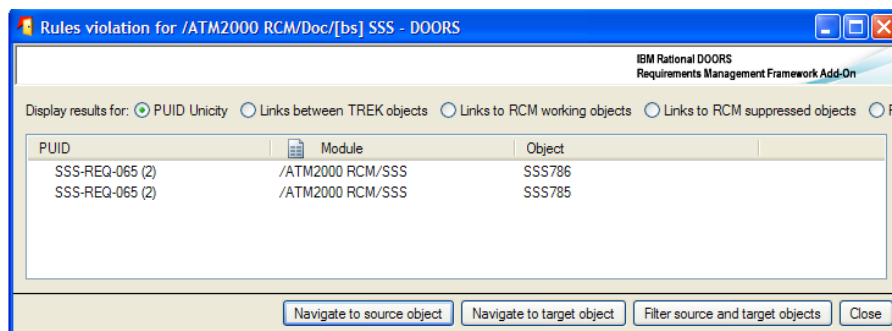 Rules violation for /ATM2000 RCM/Doc/[bs] SSS - DOORS
IBM Rational DOORS
Requirements Management Framework Add-On
Display results for: PUID Unicity Links between TREK objects Links to RCM working objects Links to RCM suppressed objects
PUID Module Object
SSS-REQ-065 (2) /ATM2000 RCM/SSS SSS786
SSS-REQ-065 (2) /ATM2000 RCM/SSS SSS785
Navigate to source object Navigate to target object Filter source and target objects Close